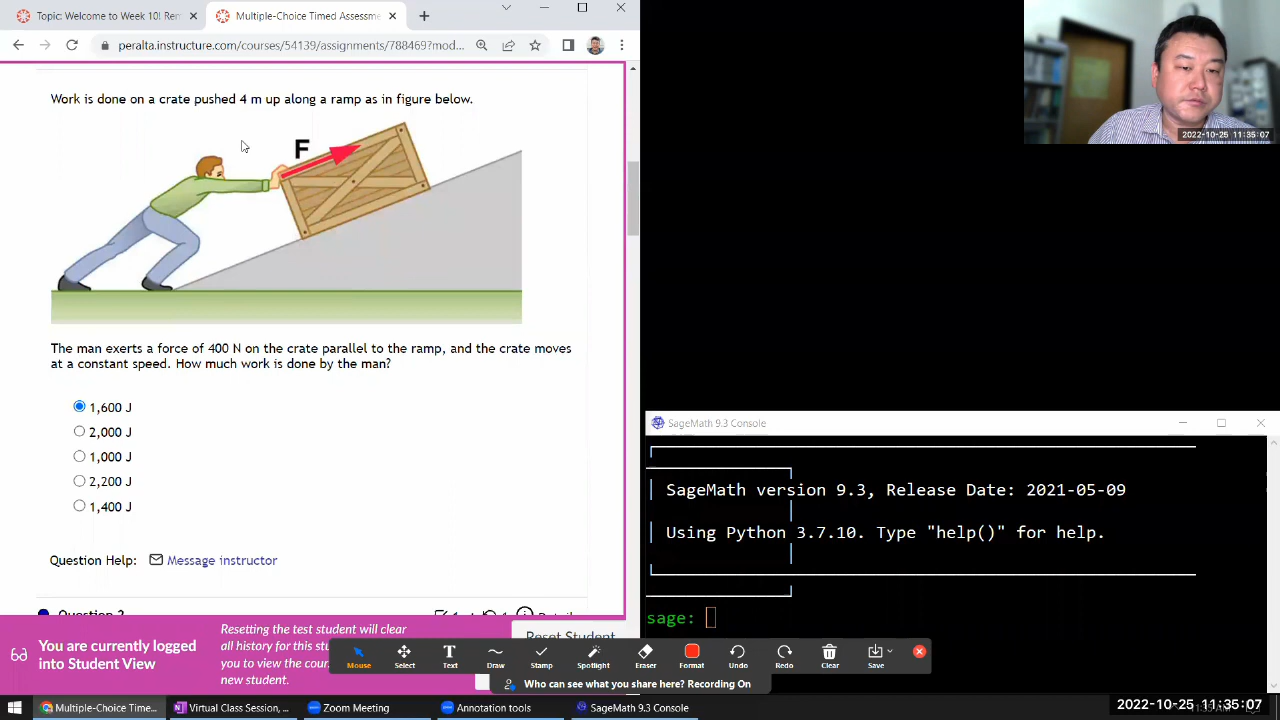 Topic: Welcome to Week 10! Rem
Multiple-Choice Timed Assessme
peralta.instructure.com/courses/54139/assignments/788469?mod...
Work is done on a crate pushed 4 m up along a ramp as in figure below.
F
The man exerts a force of 400 N on the crate parallel to the ramp, and the crate moves
at a constant speed. How much work is done by the man?
1,600 J
2,000 J
1,000 J
2,200 J
1,400 J
Question Help: Message instructor
You are currently logged
into Student View
Resetting the test student will clear
all history for this stu
you to view the cour
new student.
Reset Student
2022-10-25 11:35:07
SageMath 9.3 Console
SageMath version 9.3, Release Date: 2021-05-09
Using Python 3.7.10. Type "help()" for help.
sage:
Mouse
Select
Text
Draw
Stamp
Spotlight
Eraser
Format
Undo
Redo
Clear
Save
Who can see what you share here? Recording On
Multiple-Choice Time...
Virtual Class Session, ...
Zoom Meeting
Annotation tools
SageMath 9.3 Console
2022-10-25 11:35:07